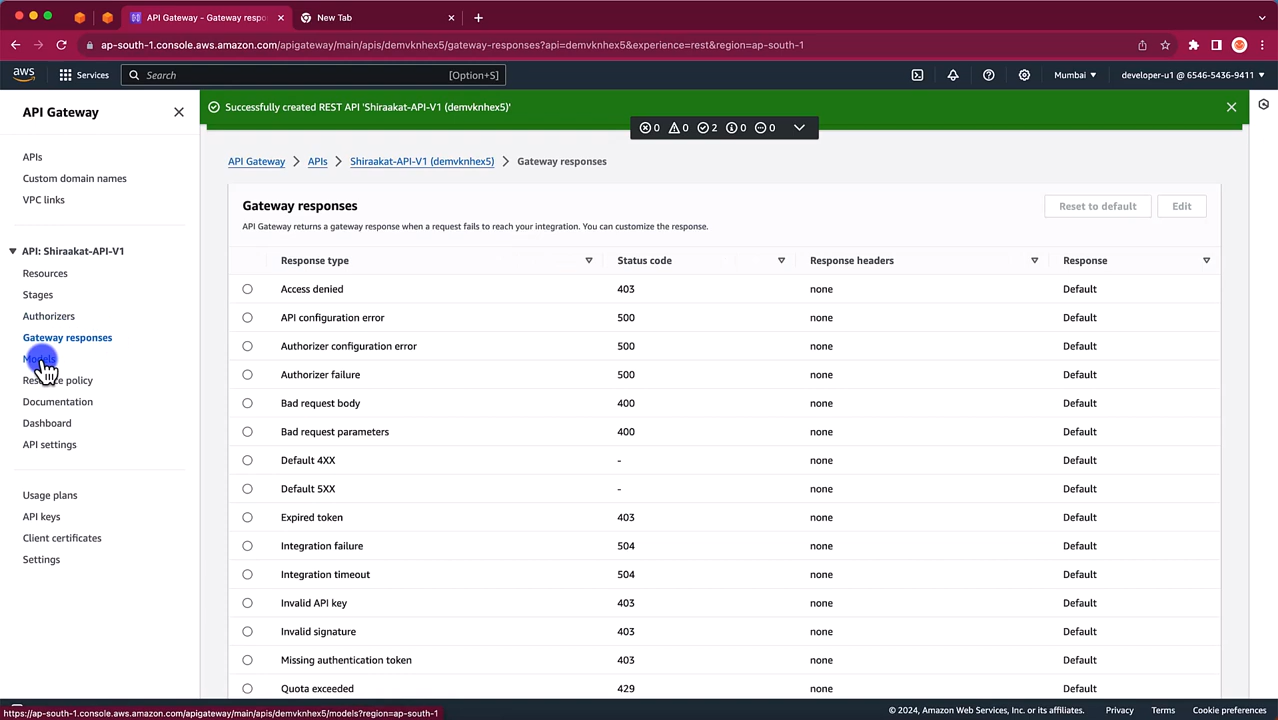 API Gateway - Gateway respo
New Tab
ap-south-1.console.aws.amazon.com/apigateway/main/apis/demvknhex5/gateway-responses?api=demvknhex5&experience=rest&region=ap-south-1
aws
Services
Search
[Option+S]
Mumbai
developer-u1 @ 6546-5436-9411
API Gateway
Successfully created REST API 'Shiraakat-API-V1 (demvknhex5)'
0 0 2 0 0
APIs
Custom domain names
VPC links
API: Shiraakat-API-V1
Resources
Stages
Authorizers
Gateway responses
Models
Resource policy
Documentation
Dashboard
API settings
Usage plans
API keys
Client certificates
Settings
API Gateway > APIs > Shiraakat-API-V1 (demvknhex5) > Gateway responses
Gateway responses
Reset to default
Edit
API Gateway returns a gateway response when a request fails to reach your integration. You can customize the response.
Response type Status code Response headers Response
Access denied 403 none Default
API configuration error 500 none Default
Authorizer configuration error 500 none Default
Authorizer failure 500 none Default
Bad request body 400 none Default
Bad request parameters 400 none Default
Default 4XX - none Default
Default 5XX - none Default
Expired token 403 none Default
Integration failure 504 none Default
Integration timeout 504 none Default
Invalid API key 403 none Default
Invalid signature 403 none Default
Missing authentication token 403 none Default
Quota exceeded 429 none Default
https://ap-south-1.console.aws.amazon.com/apigateway/main/apis/demvknhex5/models?region=ap-south-1
© 2024, Amazon Web Services, Inc. or its affiliates.
Privacy
Terms
Cookie preferences